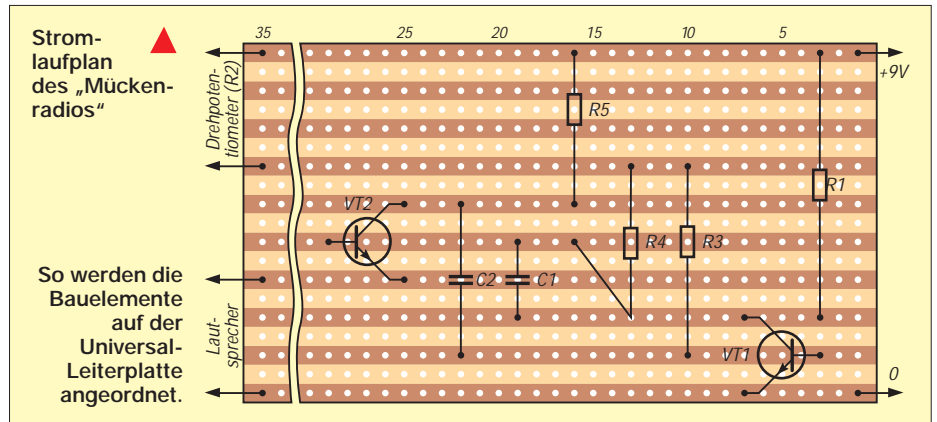 Strom-
laufplan
des „Mücken-
radios“
So werden die
Bauelemente
auf der
Universal-
Leiterplatte
angeordnet.
35 25 20 15 10 5
Drehpoten-
tiometer (R2)
Laut-
sprecher
+9V
R5
R1
VT2
R4
R3
C2
C1
VT1
0